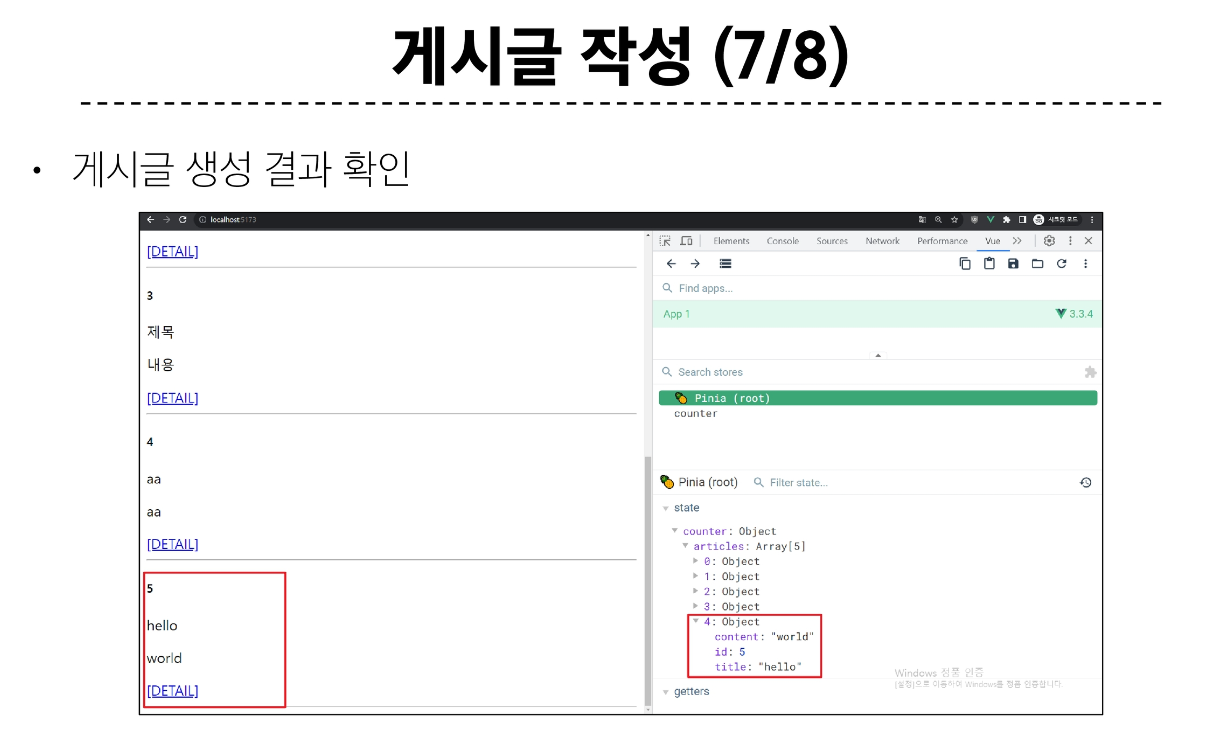 게시글 작성 (7/8)
• 게시글 생성 결과 확인
localhost:5173
시크릿 모드
[DETAIL]
3
제목
내용
[DETAIL]
4
aa
aa
[DETAIL]
5
hello
world
[DETAIL]
Elements Console Sources Network Performance Vue
Find apps...
App 1 3.3.4
Search stores
Pinia (root)
counter
Pinia (root) Filter state...
state
counter: Object
articles: Array[5]
0: Object
1: Object
2: Object
3: Object
4: Object
content: "world"
id: 5
title: "hello"
getters
Windows 정품 인증
[설정]으로 이동하여 Windows를 정품 인증합니다.